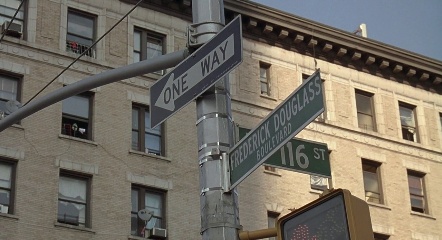 ONE WAY
FREDERICK DOUGLASS
BOULEVARD
116 ST